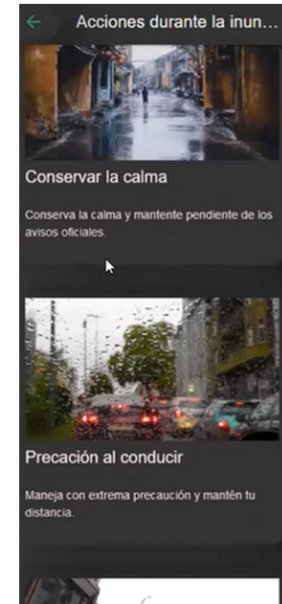 Acciones durante la inun...
Conservar la calma
Conserva la calma y mantente pendiente de los
avisos oficiales.
Precación al conducir
Maneja con extrema precaución y mantén tu
distancia.